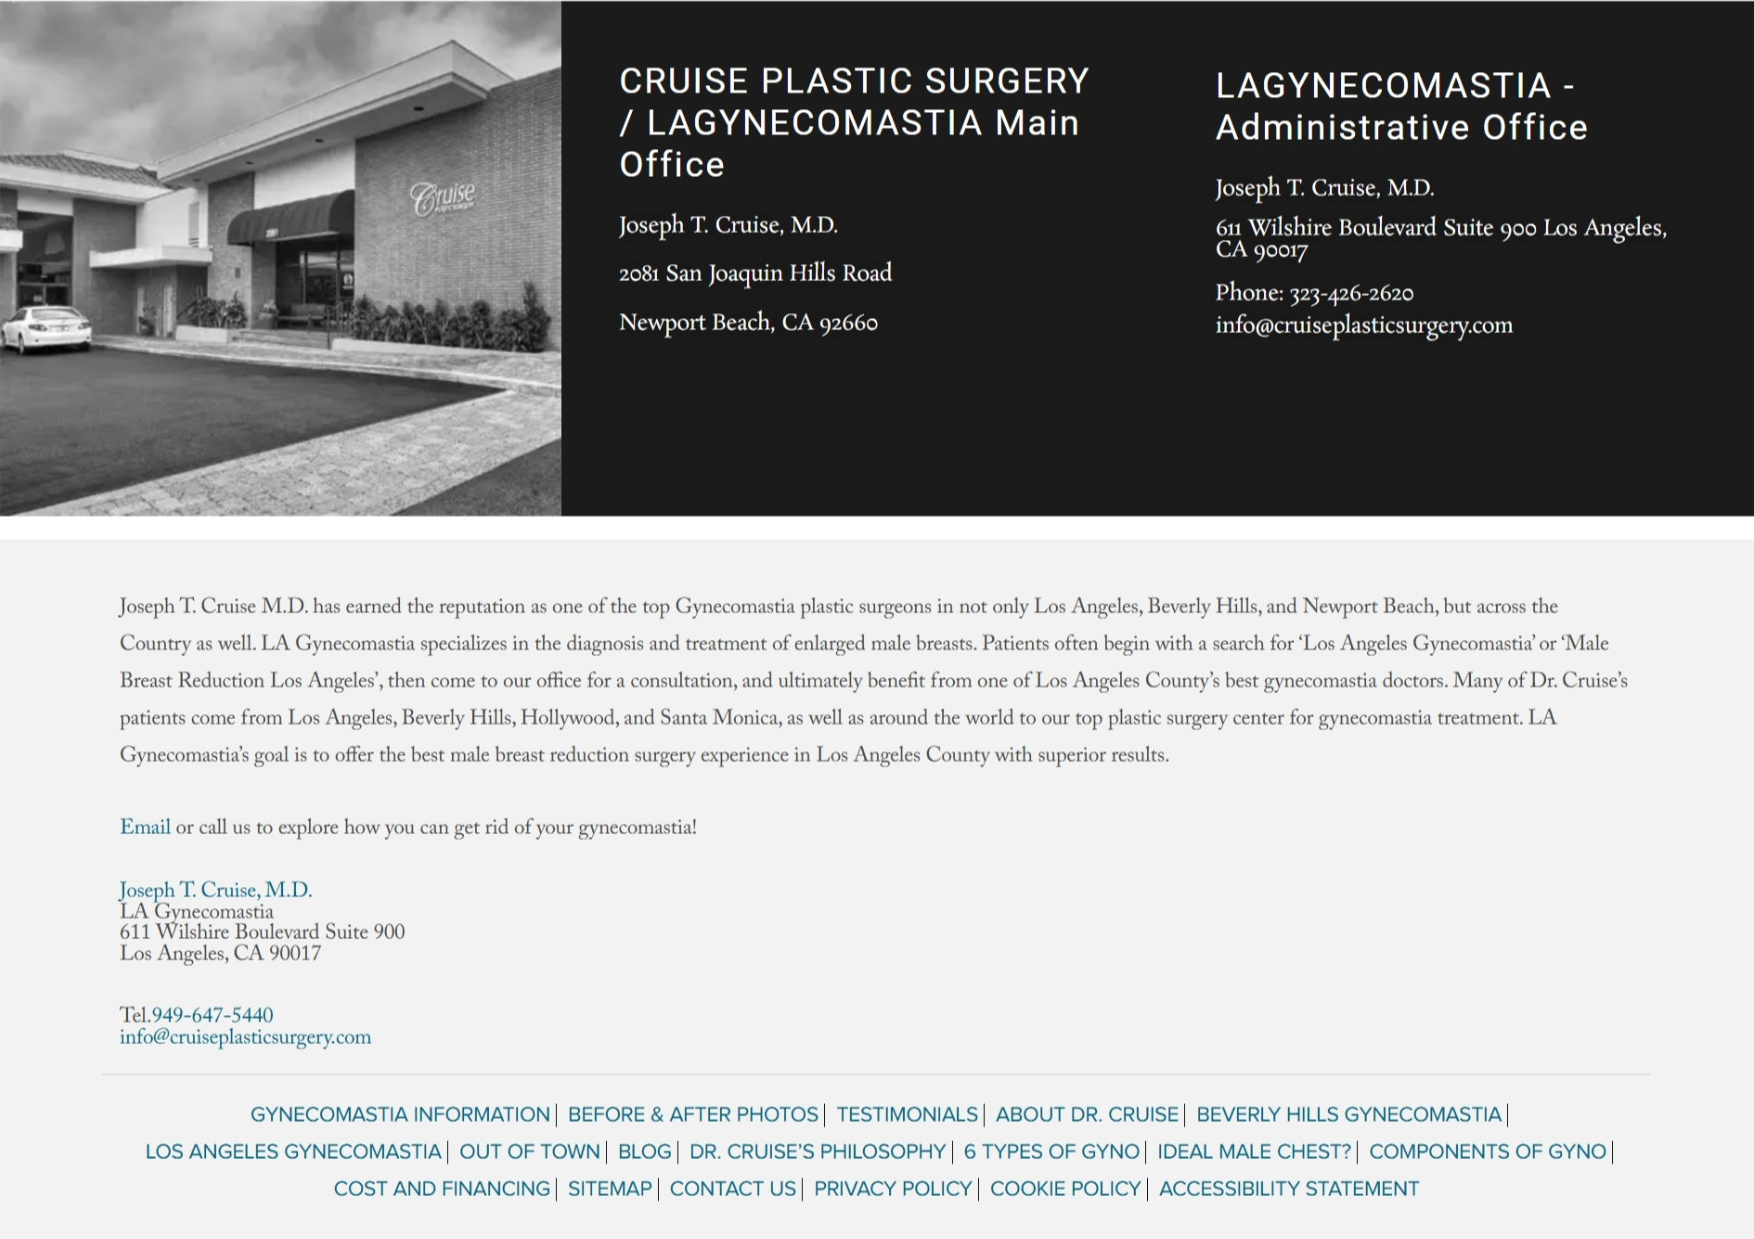 Cruise
2081
CRUISE PLASTIC SURGERY
/ LAGYNECOMASTIA Main
Office
Joseph T. Cruise, M.D.
2081 San Joaquin Hills Road
Newport Beach, CA 92660
LAGYNECOMASTIA -
Administrative Office
Joseph T. Cruise, M.D.
611 Wilshire Boulevard Suite 900 Los Angeles,
CA 90017
Phone: 323-426-2620
info@cruiseplasticsurgery.com
Joseph T. Cruise M.D. has earned the reputation as one of the top Gynecomastia plastic surgeons in not only Los Angeles, Beverly Hills, and Newport Beach, but across the
Country as well. LA Gynecomastia specializes in the diagnosis and treatment of enlarged male breasts. Patients often begin with a search for ‘Los Angeles Gynecomastia’ or ‘Male
Breast Reduction Los Angeles’, then come to our office for a consultation, and ultimately benefit from one of Los Angeles County’s best gynecomastia doctors. Many of Dr. Cruise’s
patients come from Los Angeles, Beverly Hills, Hollywood, and Santa Monica, as well as around the world to our top plastic surgery center for gynecomastia treatment. LA
Gynecomastia’s goal is to offer the best male breast reduction surgery experience in Los Angeles County with superior results.
Email or call us to explore how you can get rid of your gynecomastia!
Joseph T. Cruise, M.D.
LA Gynecomastia
611 Wilshire Boulevard Suite 900
Los Angeles, CA 90017
Tel.949-647-5440
info@cruiseplasticsurgery.com
GYNECOMASTIA INFORMATION| BEFORE & AFTER PHOTOS| TESTIMONIALS| ABOUT DR. CRUISE| BEVERLY HILLS GYNECOMASTIA|
LOS ANGELES GYNECOMASTIA| OUT OF TOWN| BLOG| DR. CRUISE’S PHILOSOPHY| 6 TYPES OF GYNO| IDEAL MALE CHEST?| COMPONENTS OF GYNO|
COST AND FINANCING| SITEMAP| CONTACT US| PRIVACY POLICY| COOKIE POLICY| ACCESSIBILITY STATEMENT